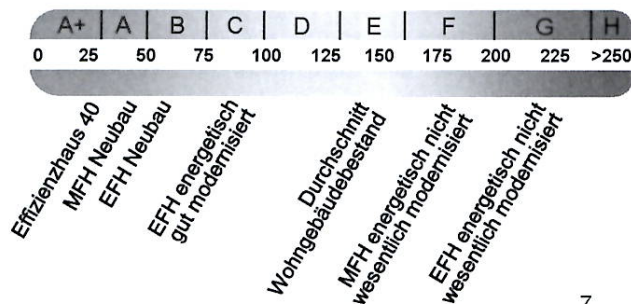 A+ A B C D E F G H
0 25 50 75 100 125 150 175 200 225 >250
Effizienzhaus 40
MFH Neubau
EFH Neubau
EFH energetisch
gut modernisiert
Durchschnitt
Wohngebäudebestand
MFH energetisch nicht
wesentlich modernisiert
EFH energetisch nicht
wesentlich modernisiert
7